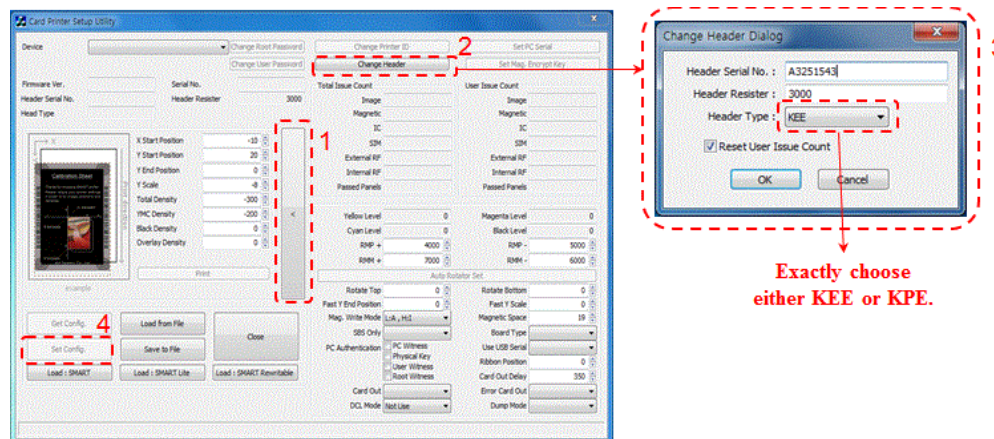 Card Printer Setup Utility
Device
Change Root Password
Change Printer ID
Set PC Serial
2
Change User Password
Change Header
Set Mag. Encrypt Key
Firmware Ver.
Serial No.
Total Issue Count
User Issue Count
Header Serial No.
Header Resister
3000
Image
Image
Head Type
Magnetic
Magnetic
IC
IC
SIM
SIM
External RF
External RF
Internal RF
Internal RF
Passed Panels
Passed Panels
1
X
Calibration Sheet
X Start Position -10
Y Start Position 20
Y End Position 0
Y Scale -8
Total Density -300
YMC Density -200
Black Density 0
Overlay Density 0
<
Print
example
Yellow Level 0
Magenta Level 0
Cyan Level 0
Black Level 0
RMP + 4000
RMP - 5000
RMM + 7000
RMM - 6000
Auto Rotator Set
Rotate Top 0
Rotate Bottom 0
Fast Y End Position 0
Fast Y Scale 0
Mag. Write Mode L:A , H:I
Magnetic Space 19
SBS Only
Board Type
PC Authentication
PC Witness
Physical Key
User Witness
Root Witness
Use USB Serial
Ribbon Position 0
Card Out Delay 350
Card Out
Error Card Out
DCL Mode Not Use
Dump Mode
Get Config.
4
Load from File
Close
Set Config.
Save to File
Load : SMART
Load : SMART Lite
Load : SMART Rewritable
Change Header Dialog
Header Serial No. : A3251543
Header Resister : 3000
Header Type : KEE
Reset User Issue Count
OK
Cancel
Exactly choose
either KEE or KPE.